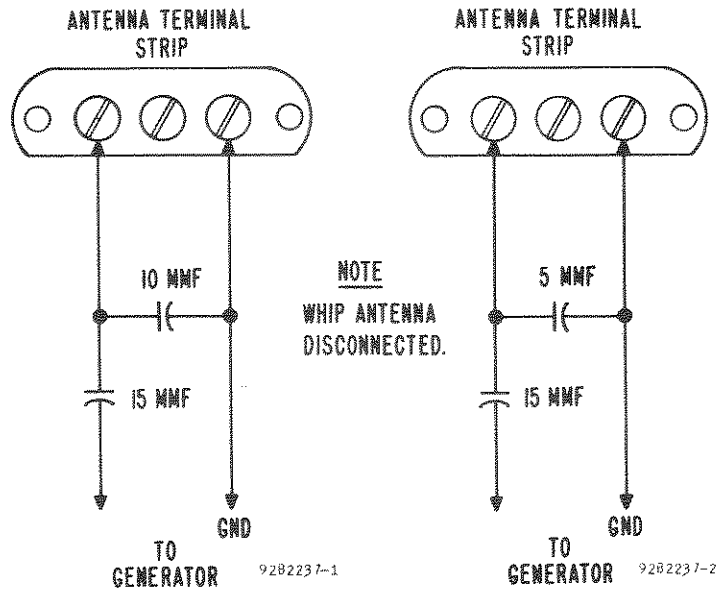 ANTENNA TERMINAL
STRIP
10 MMF
15 MMF
GND
TO
GENERATOR
9282237-1
NOTE
WHIP ANTENNA
DISCONNECTED.
ANTENNA TERMINAL
STRIP
5 MMF
15 MMF
GND
TO
GENERATOR
9282237-2